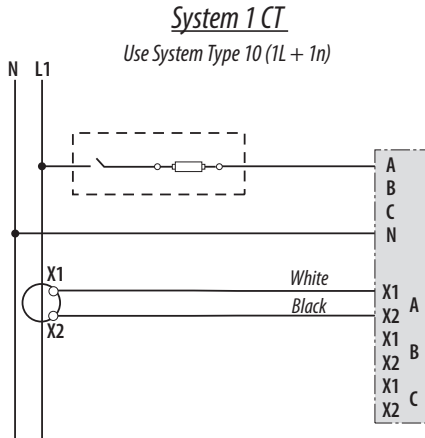 System 1 CT
Use System Type 10 (1L + 1n)
N L1
A
B
C
N
X1
White
X1
A
Black
X2
X2
X1
B
X2
X1
C
X2